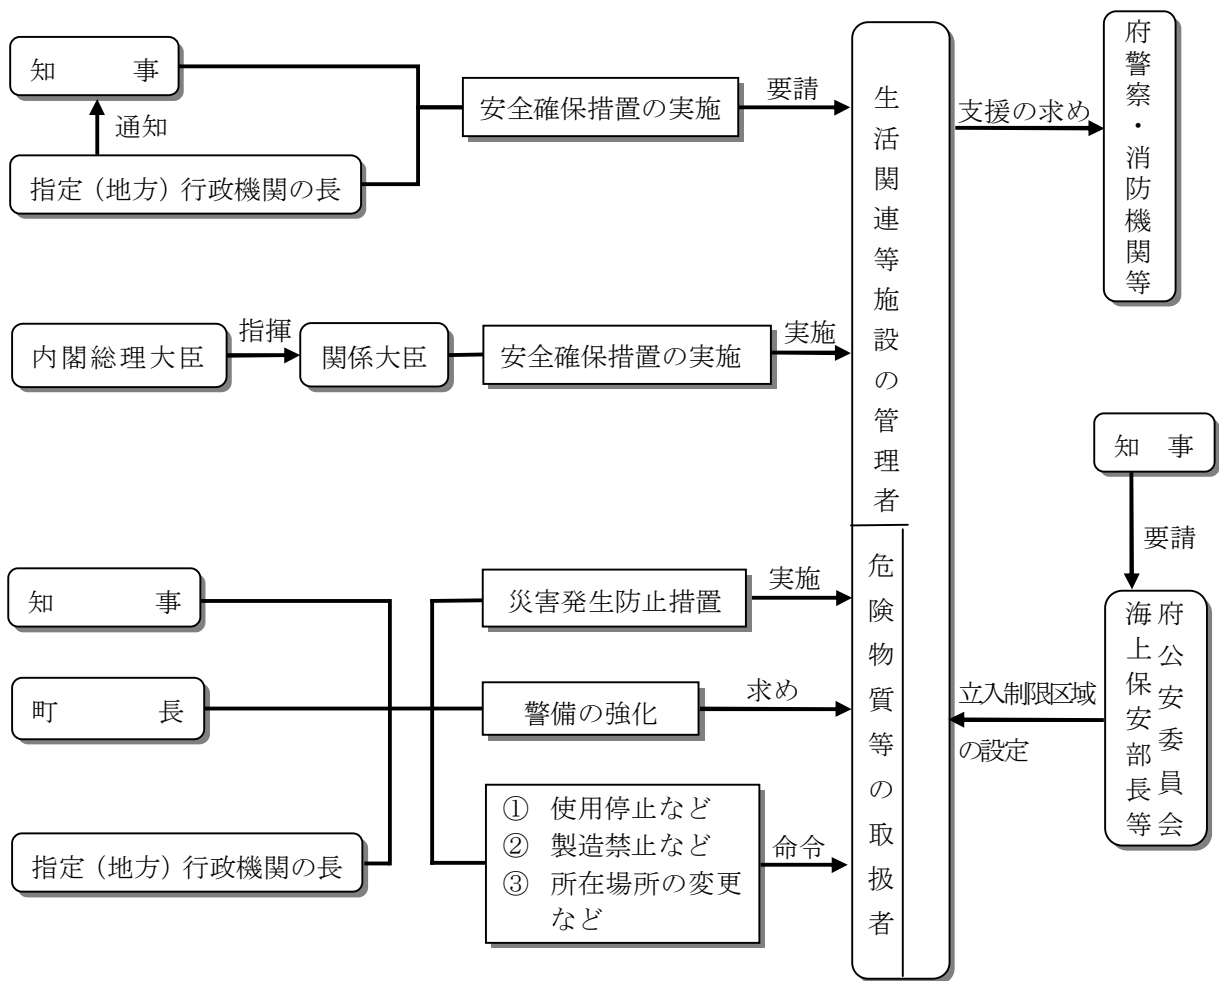 知　事
通知
指定（地方）行政機関の長
安全確保措置の実施
要請
内閣総理大臣
指揮
関係大臣
安全確保措置の実施
実施
知　事
町　長
指定（地方）行政機関の長
災害発生防止措置
実施
警備の強化
求め
① 使用停止など
② 製造禁止など
③ 所在場所の変更
など
命令
生活関連等施設の管理者
危険物質等の取扱者
支援の求め
府警察・消防機関等
知　事
要請
府公安委員会
海上保安部長等
立入制限区域
の設定